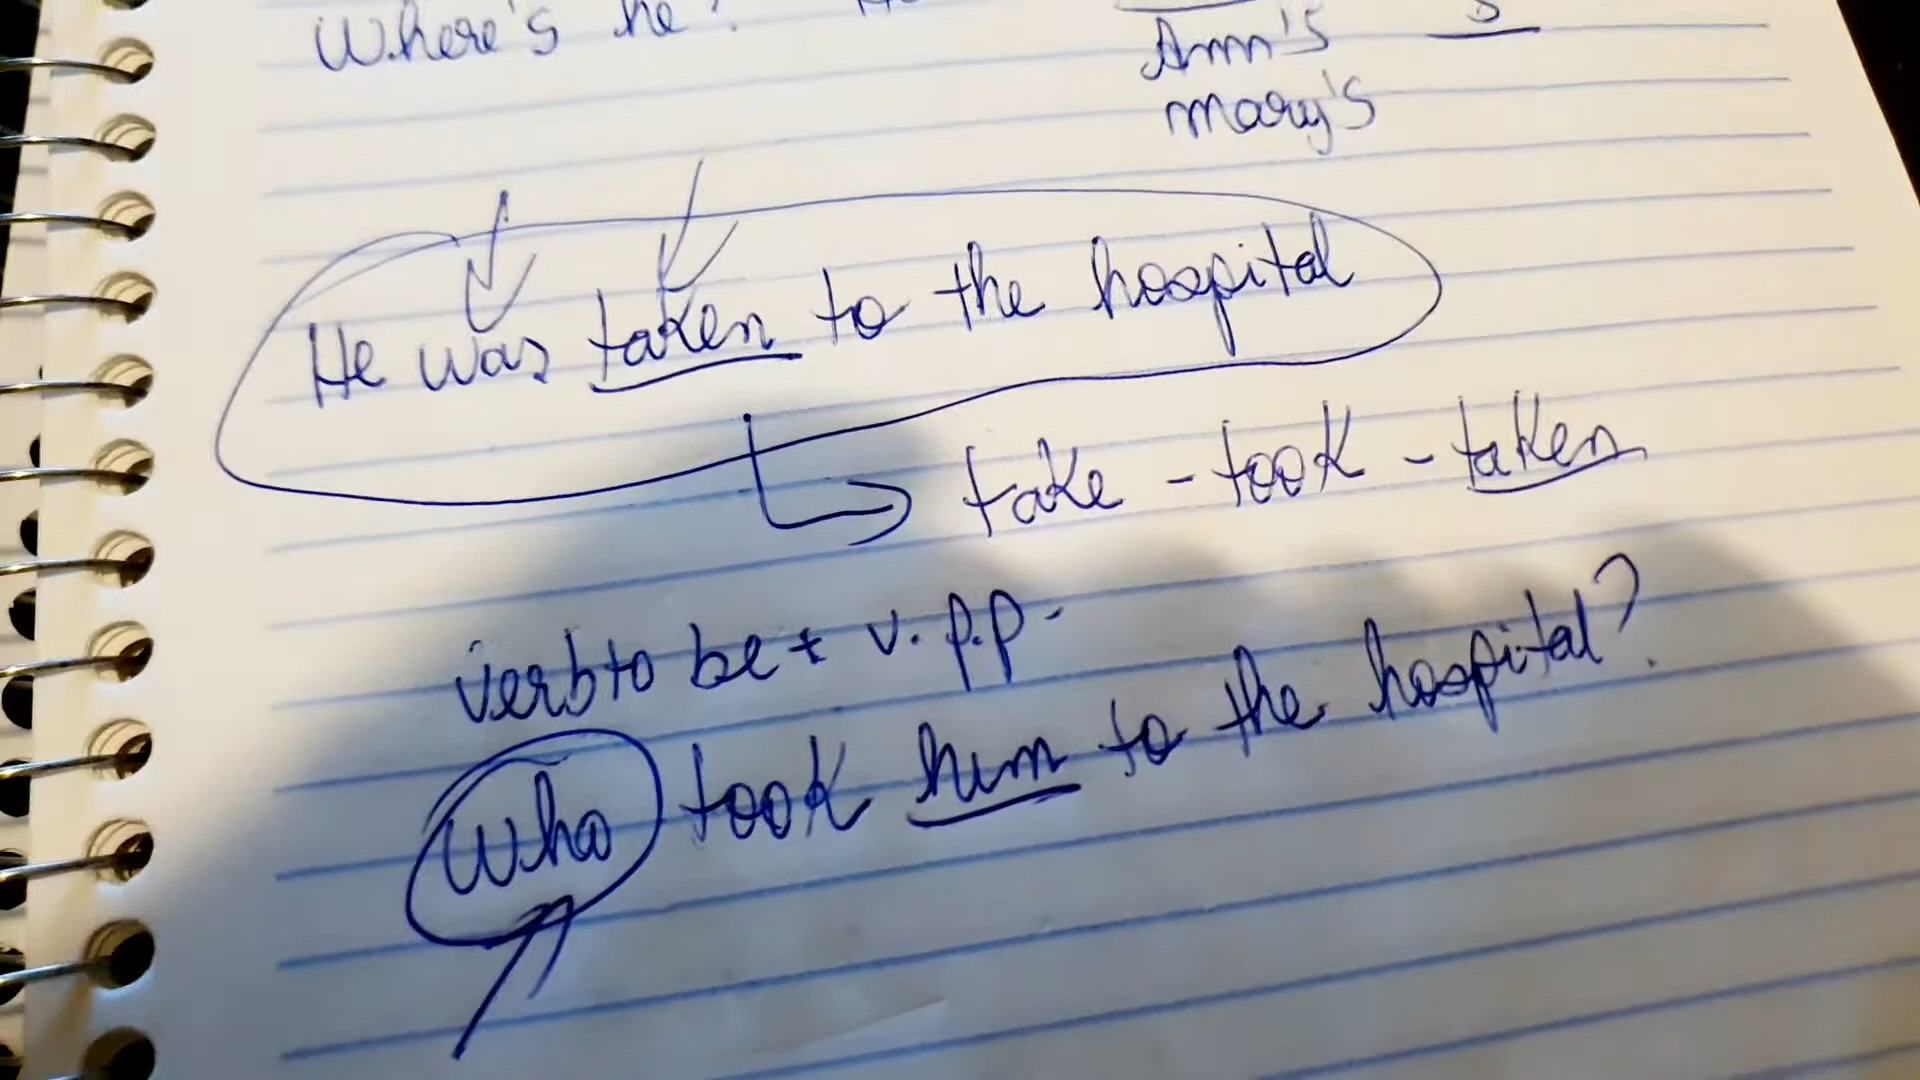 Where's he?
Ann's
s
Mary's
He was taken to the hospital
take - took - taken
verb to be + v. p.p.
Who took him to the hospital?